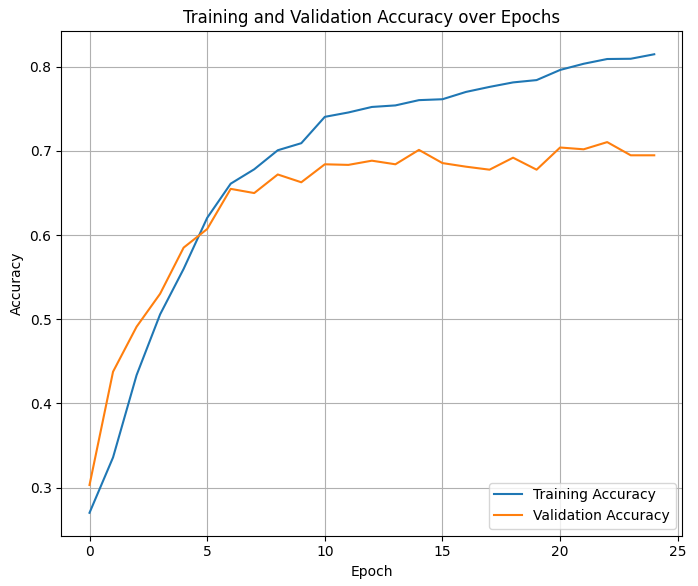 Training and Validation Accuracy over Epochs
0.8
0.7
0.6
0.5
0.4
0.3
Accuracy
0
5
10
15
20
25
Epoch
Training Accuracy
Validation Accuracy